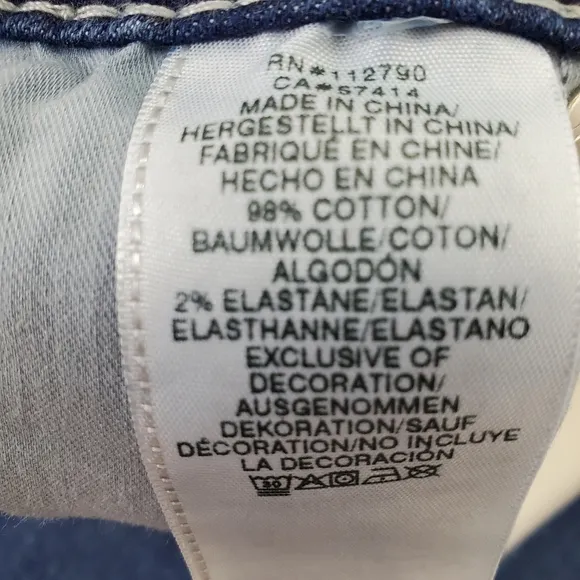 RN*112790
CA*57414
MADE IN CHINA/
HERGESTELLT IN CHINA/
FABRIQUÉ EN CHINE/
HECHO EN CHINA
98% COTTON/
BAUMWOLLE/COTON/
ALGODÓN
2% ELASTANE/ELASTAN/
ELASTHANNE/ELASTANO
EXCLUSIVE OF
DECORATION/
AUSGENOMMEN
DEKORATION/SAUF
DÉCORATION/NO INCLUYE
LA DECORACIÓN
30